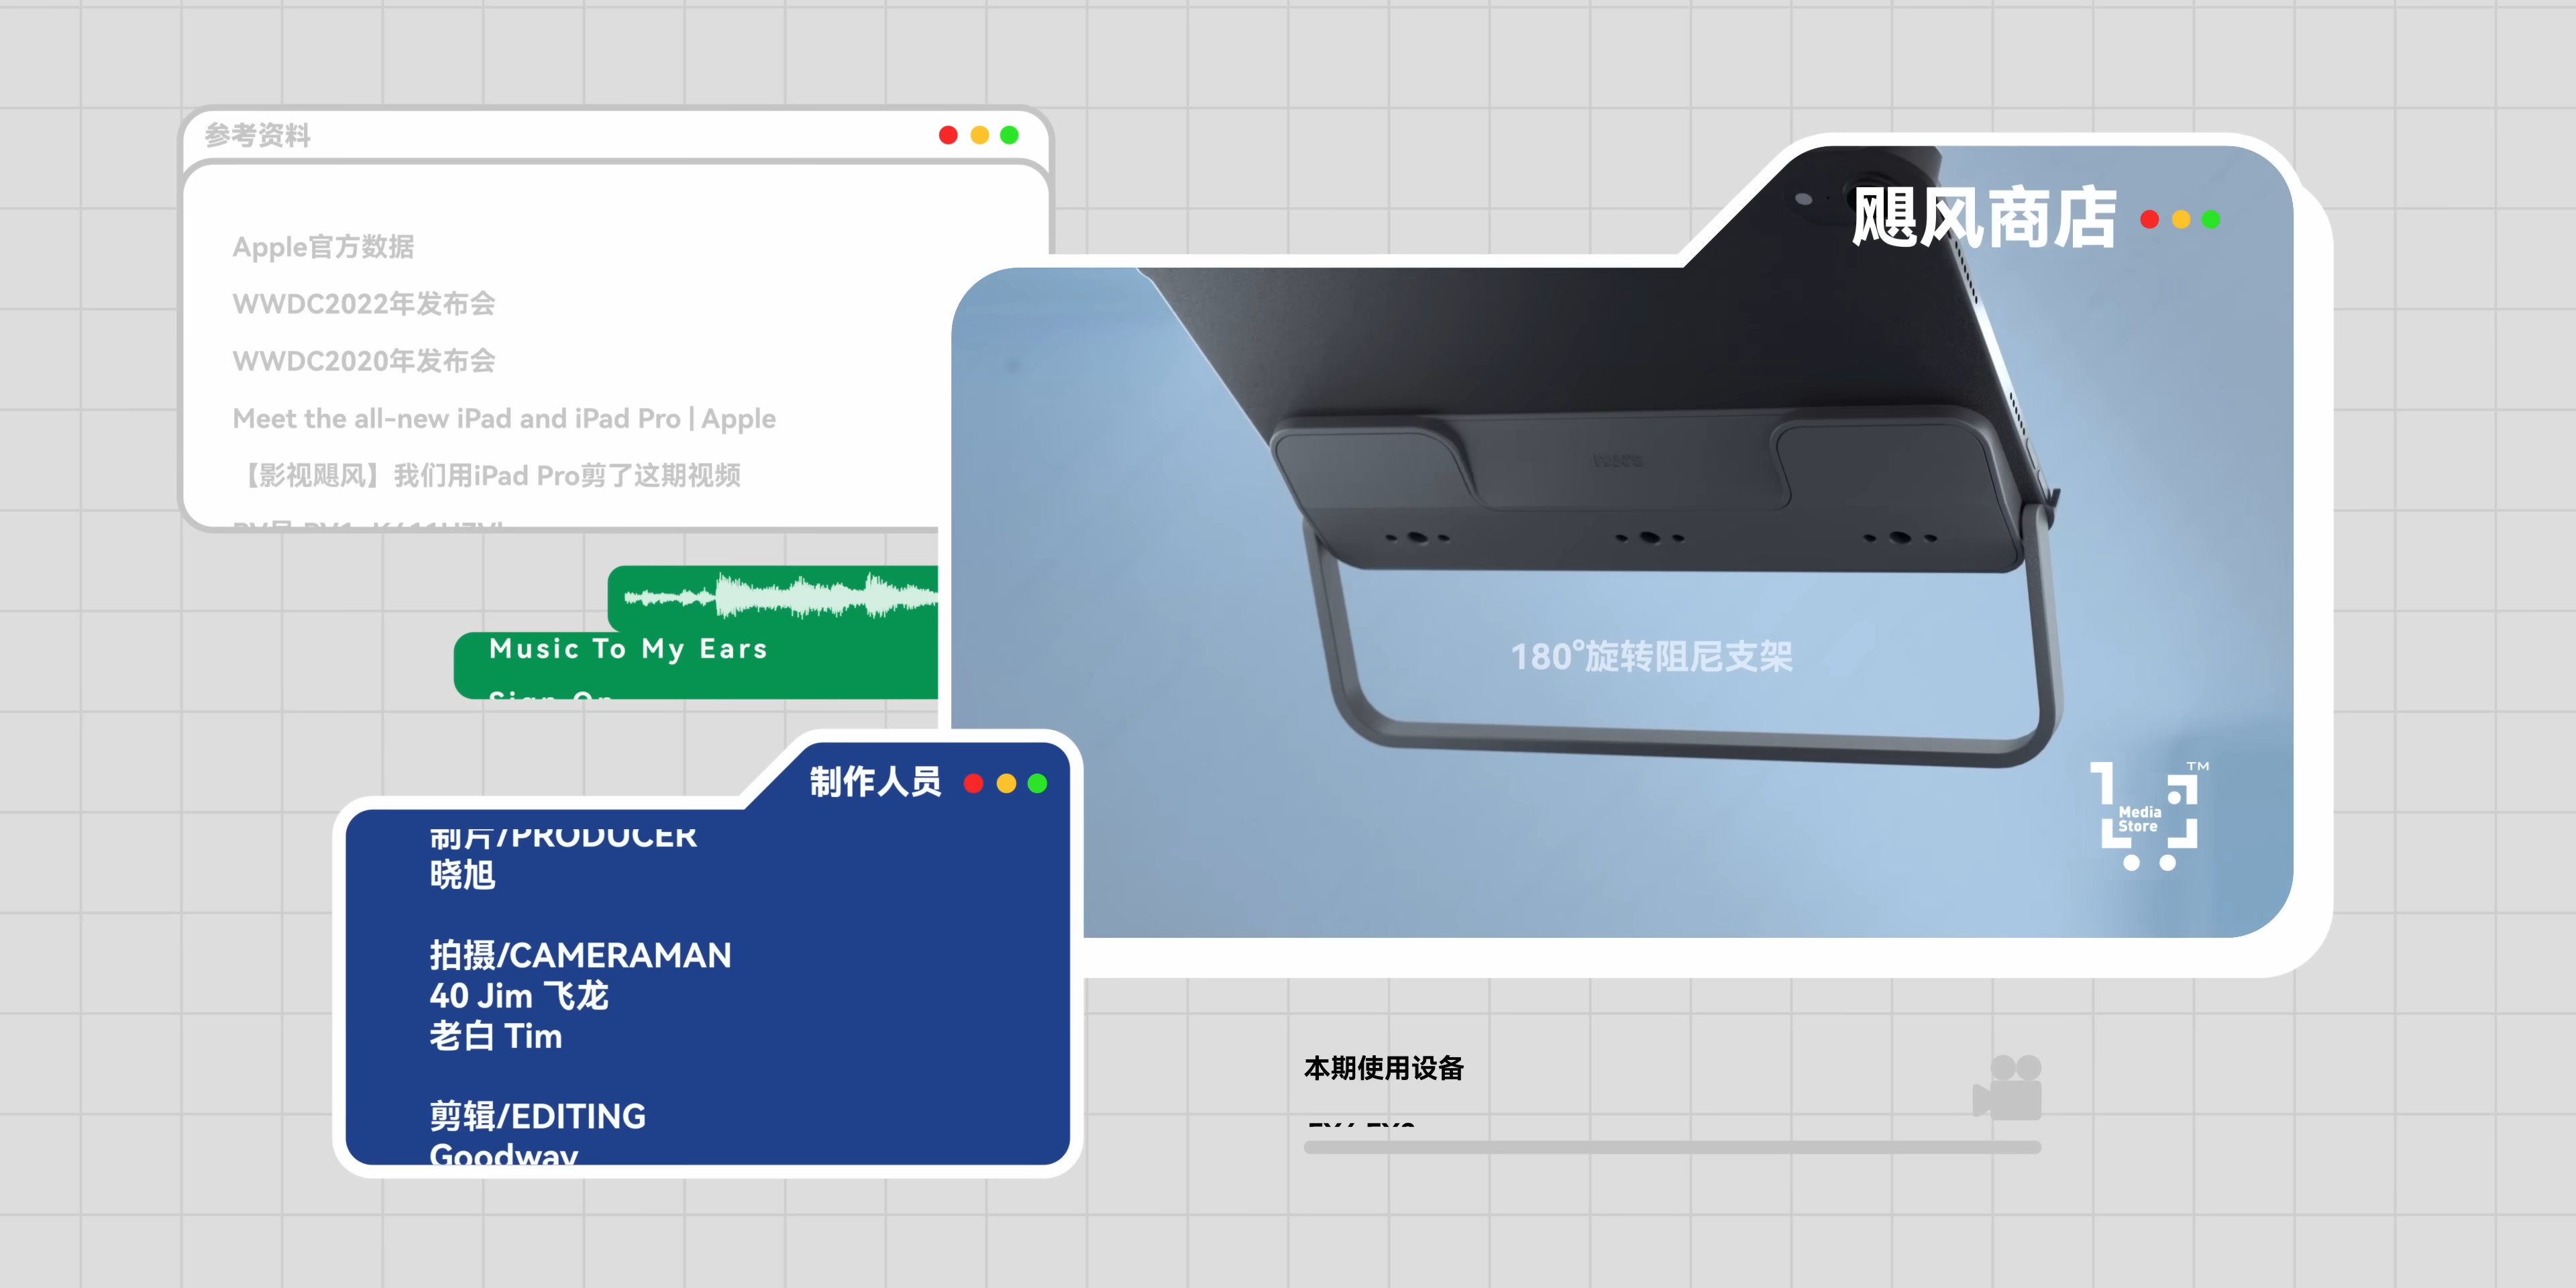 参考资料
Apple官方数据
WWDC2022年发布会
WWDC2020年发布会
Meet the all-new iPad and iPad Pro | Apple
【影视飓风】我们用iPad Pro剪了这期视频
Music To My Ears
Sign On
飓风商店
180°旋转阻尼支架
TM
Media
Store
制作人员
制片/PRODUCER
晓旭
拍摄/CAMERAMAN
40 Jim 飞龙
老白 Tim
剪辑/EDITING
Goodway
本期使用设备